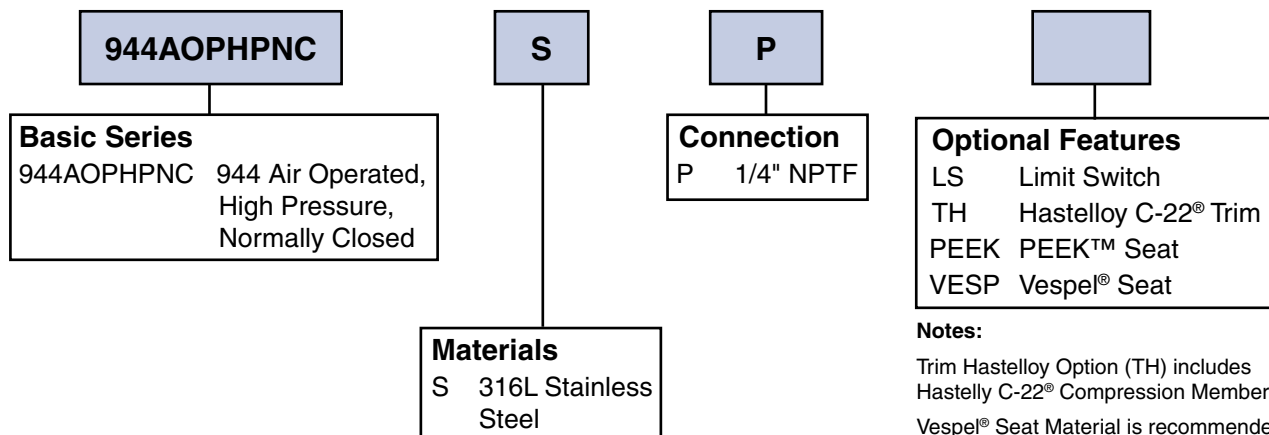 944AOPHPNC
S
P
Basic Series
944AOPHPNC 944 Air Operated,
High Pressure,
Normally Closed
Materials
S 316L Stainless
Steel
Connection
P 1/4" NPTF
Optional Features
LS Limit Switch
TH Hastelloy C-22® Trim
PEEK PEEK™ Seat
VESP Vespel® Seat
Notes:
Trim Hastelloy Option (TH) includes
Hastelly C-22® Compression Member
Vespel® Seat Material is